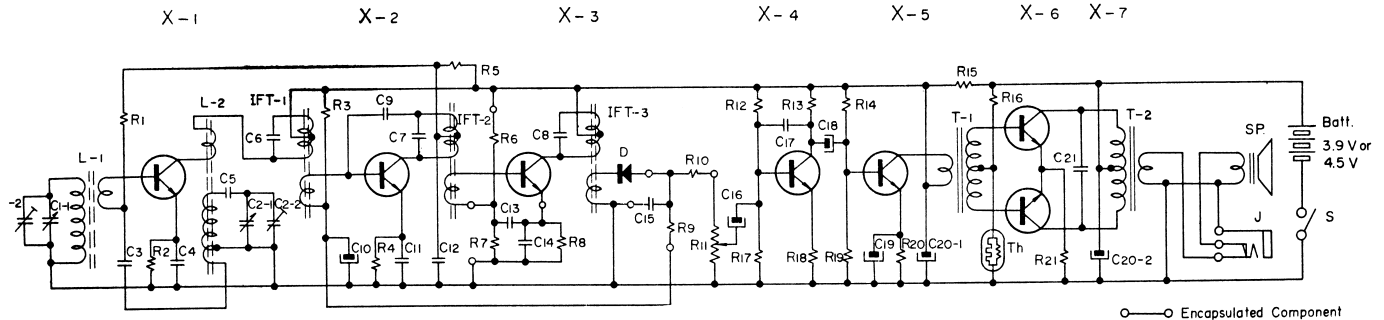 X-1 X-2 X-3 X-4 X-5 X-6 X-7
R5
R15
L-2 IFT-1 R3 C9 IFT-2 IFT-3 R12 R13 R14 R16 T-2
R1 C6 C7 R6 C8 C18 T-1 SP. Batt.
C17 C21 3.9 V or
L-1 D R10 4.5 V
-2 C1-1 C5 C2-1 C2-2 C13 C15 C16 J S
C3 R2 C4 C10 R4 C11 C12 R7 C14 R8 R9 R11 R17 R18 R19 C19 R20 C20-1 Th R21 C20-2
Encapsulated Component